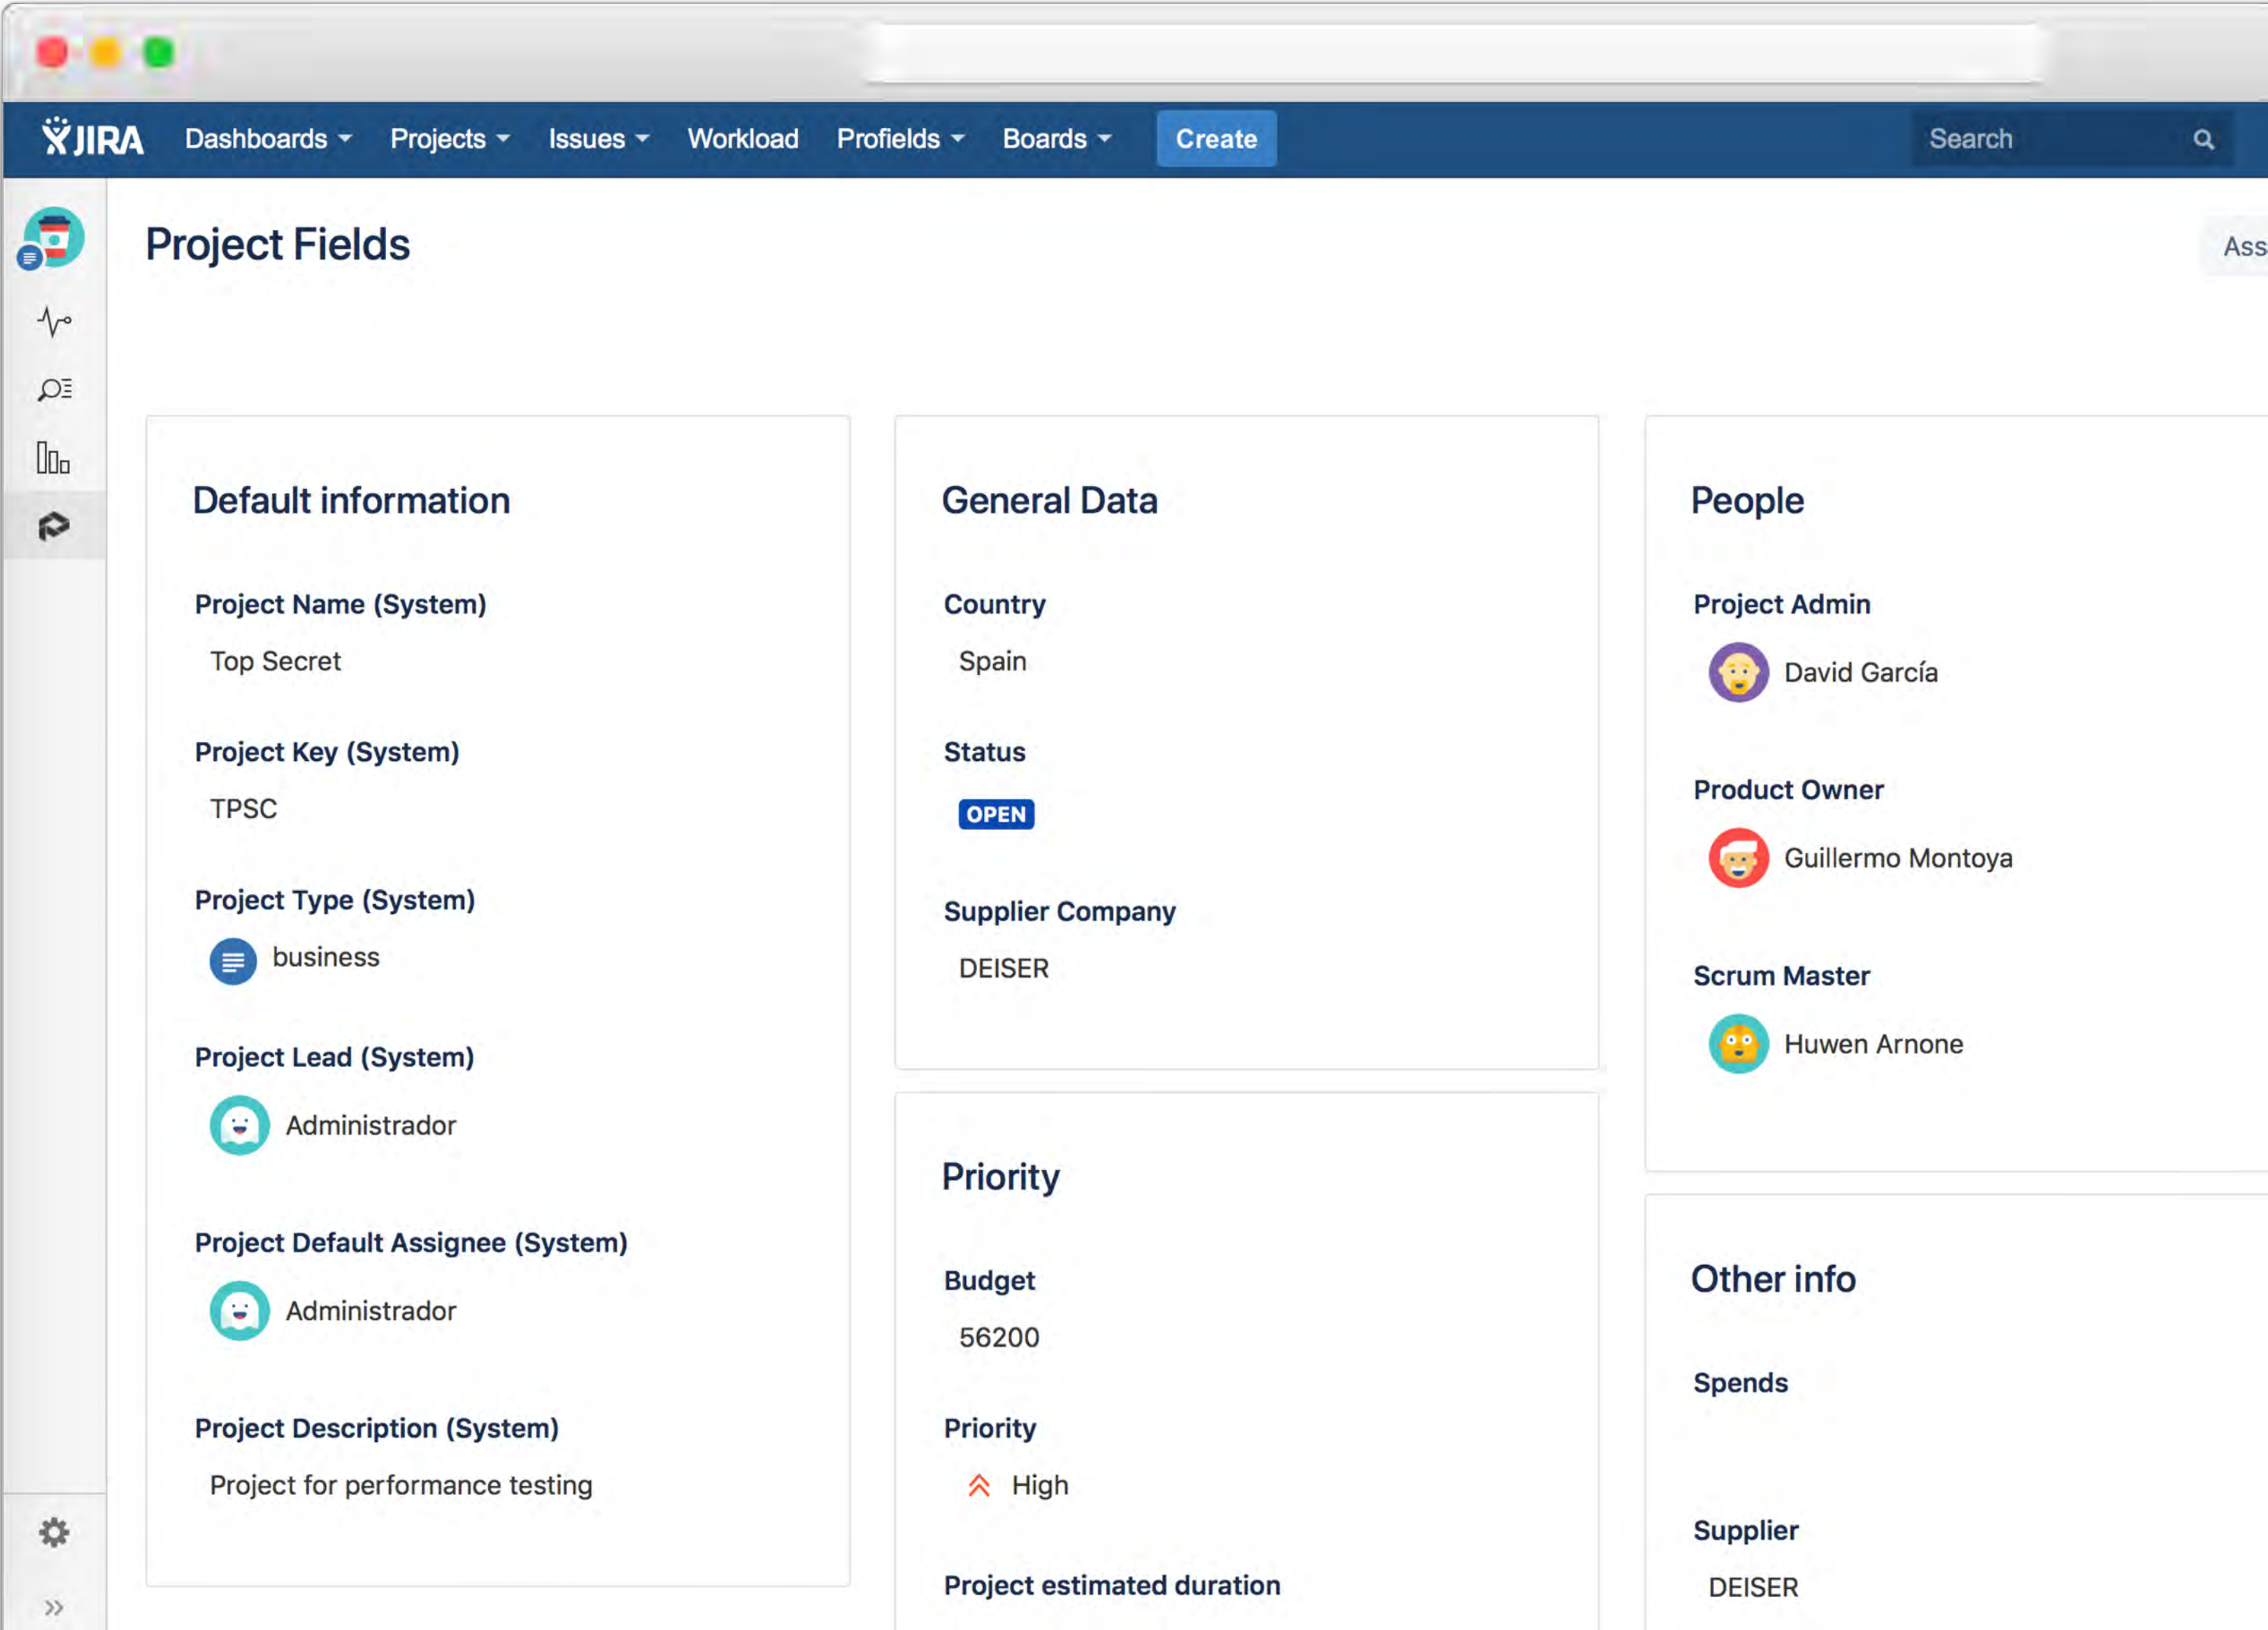 JIRA Dashboards Projects Issues Workload Profields Boards Create Search
Project Fields
Ass
Default information
Project Name (System)
Top Secret
Project Key (System)
TPSC
Project Type (System)
business
Project Lead (System)
Administrador
Project Default Assignee (System)
Administrador
Project Description (System)
Project for performance testing
General Data
Country
Spain
Status
OPEN
Supplier Company
DEISER
Priority
Budget
56200
Priority
High
Project estimated duration
People
Project Admin
David García
Product Owner
Guillermo Montoya
Scrum Master
Huwen Arnone
Other info
Spends
Supplier
DEISER